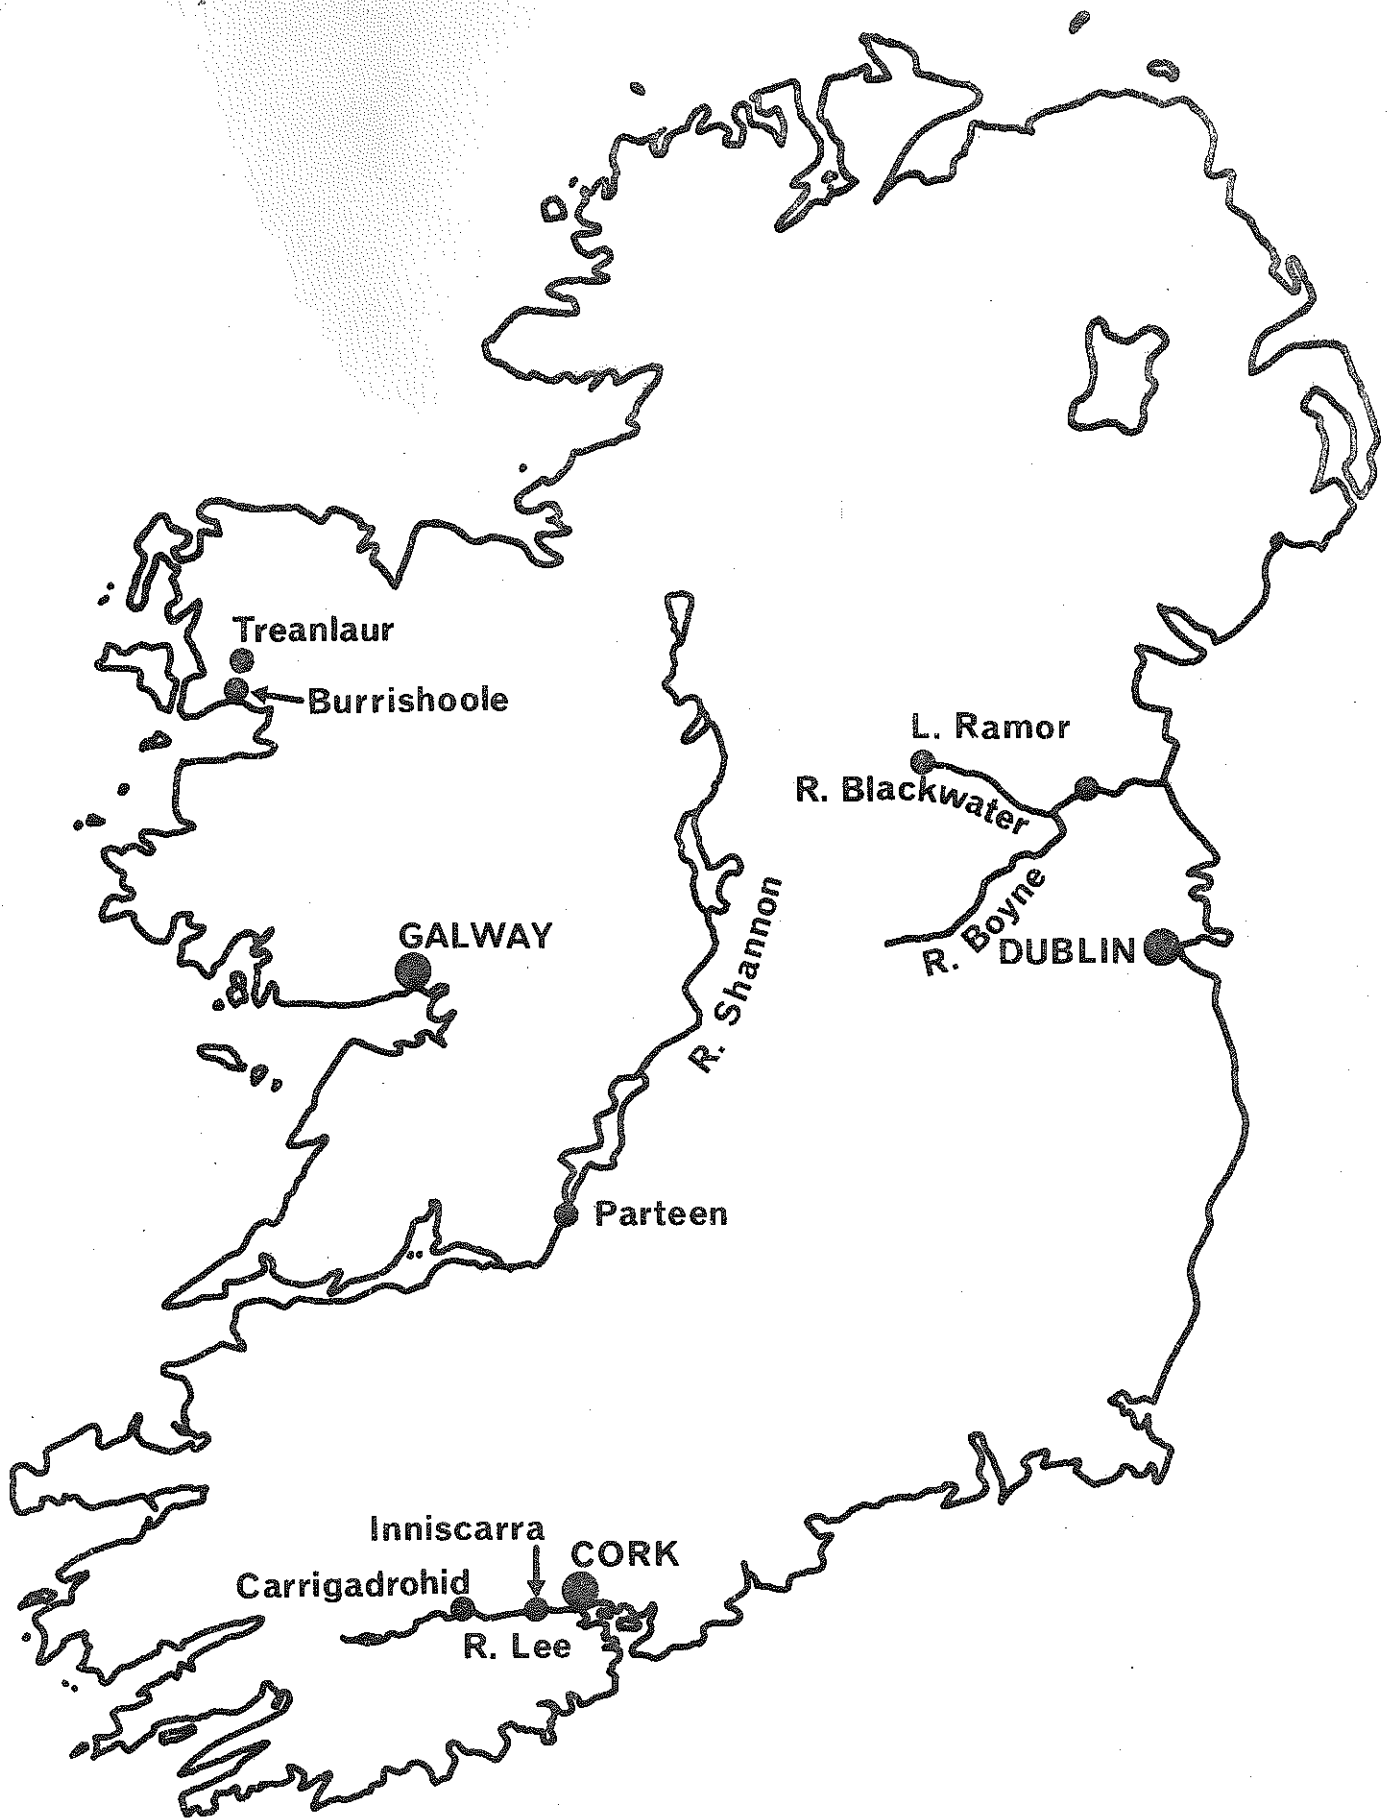 Treanlaur
Burrishoole
L. Ramor
R. Blackwater
R. Boyne
GALWAY
DUBLIN
R. Shannon
Parteen
Inniscarra
CORK
Carrigadrohid
R. Lee